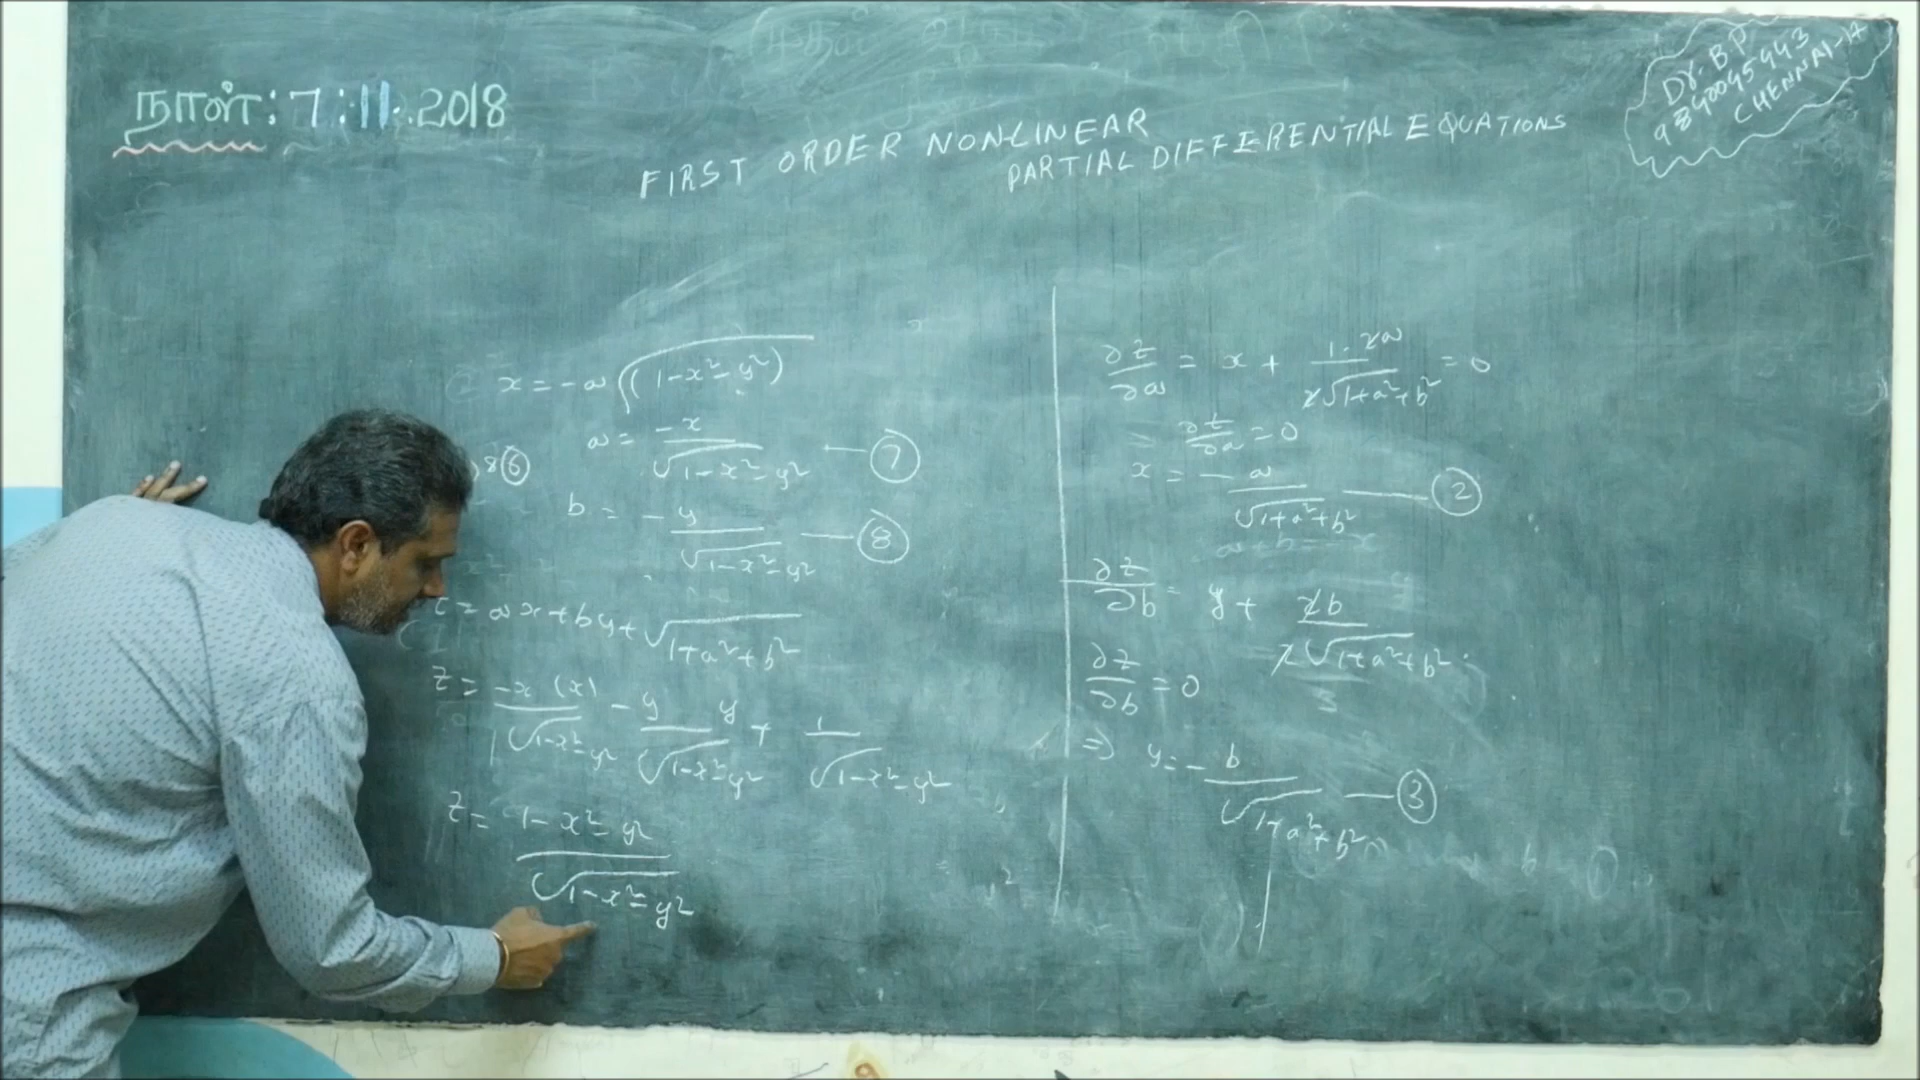 நாள்: 7.11.2018
Dr. B P
CHENNAI-17
FIRST ORDER NONLINEAR
PARTIAL DIFFERENTIAL EQUATIONS
x = -a √(1-x²-y²)
a = -x / √1-x²-y² — ⑦
&⑥
b = -y / √1-x²-y² — ⑧
z = ax+by+√1+a²+b²
z = -x(x) / √1-x²-y² - y y / √1-x²-y² + 1 / √1-x²-y²
z = 1-x²-y² / √1-x²-y²
∂z/∂a = x + 1·2a / 2√1+a²+b² = 0
∂z/∂a = 0
x = -a / √1+a²+b² — ②
∂z/∂b = y + 2b / 2√1+a²+b²
∂z/∂b = 0
⇒ y = -b / √1+a²+b² — ③